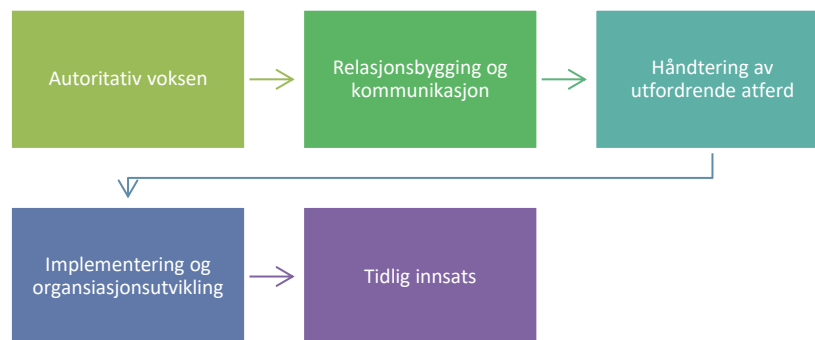 Autoritativ voksen
Relasjonsbygging og
kommunikasjon
Håndtering av
utfordrende atferd
Implementering og
organsiasjonsutvikling
Tidlig innsats